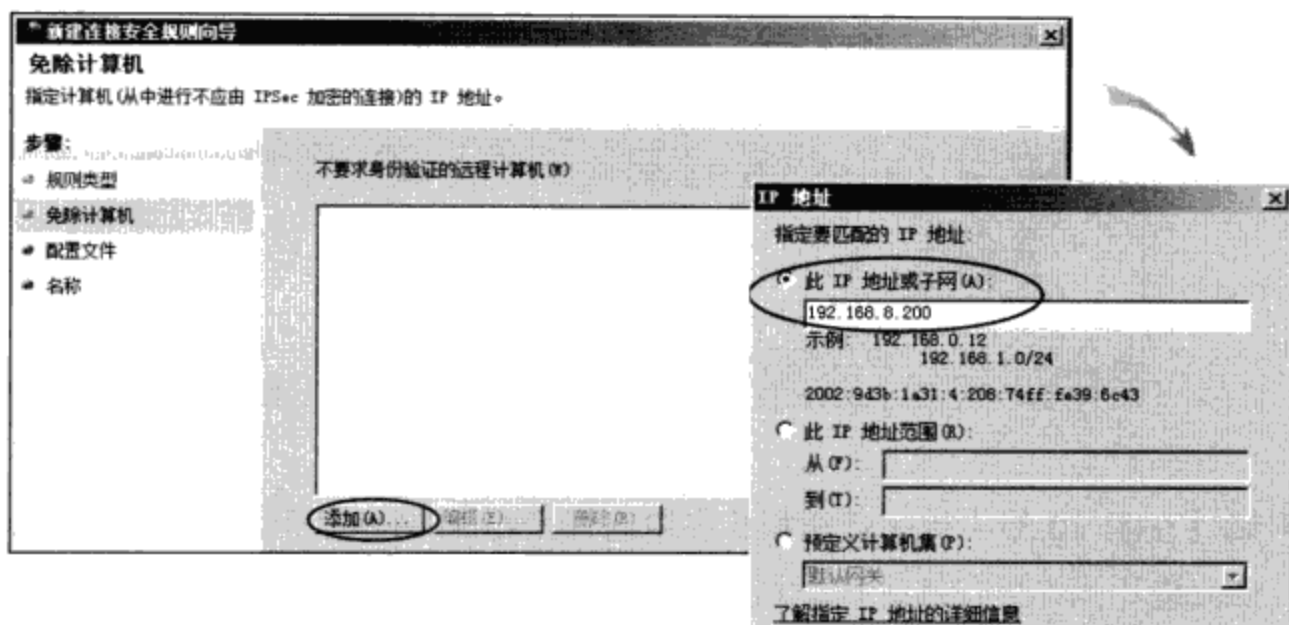 新建连接安全规则向导
免除计算机
指定计算机(从中进行不应由 IPSec 加密的连接)的 IP 地址。
步骤:
规则类型
免除计算机
配置文件
名称
不要求身份验证的远程计算机(M)
添加(A)...
编辑(E)...
删除(R)
IP 地址
指定要匹配的 IP 地址:
此 IP 地址或子网(A):
192.168.8.200
示例: 192.168.0.12
192.168.1.0/24
2002:9d3b:1a31:4:208:74ff:fe39:6c43
此 IP 地址范围(R):
从(F):
到(T):
预定义计算机集(P):
默认网关
了解指定 IP 地址的详细信息